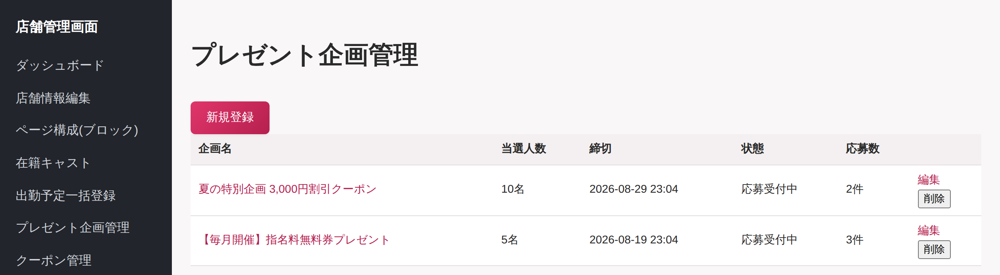 店舗管理画面
ダッシュボード
店舗情報編集
ページ構成(ブロック)
在籍キャスト
出勤予定一括登録
プレゼント企画管理
クーポン管理
プレゼント企画管理
新規登録
企画名 当選人数 締切 状態 応募数
夏の特別企画 3,000円割引クーポン 10名 2026-08-29 23:04 応募受付中 2件 編集
削除
【毎月開催】指名料無料券プレゼント 5名 2026-08-19 23:04 応募受付中 3件 編集
削除